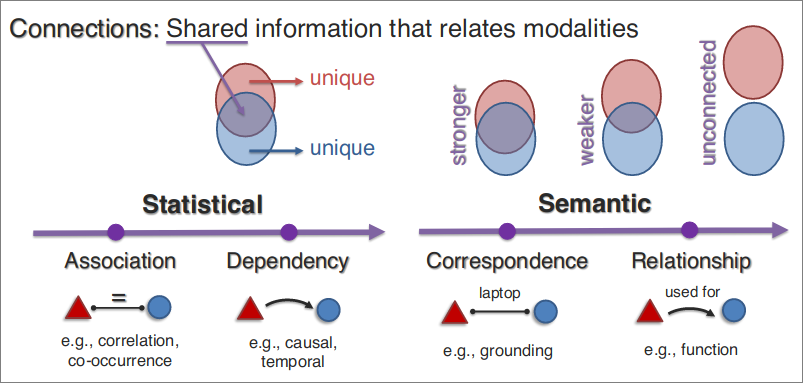 Connections: Shared information that relates modalities
unique
unique
stronger
weaker
unconnected
Statistical
Semantic
Association
Dependency
Correspondence
Relationship
=
laptop
used for
e.g., correlation,
co-occurrence
e.g., causal,
temporal
e.g., grounding
e.g., function